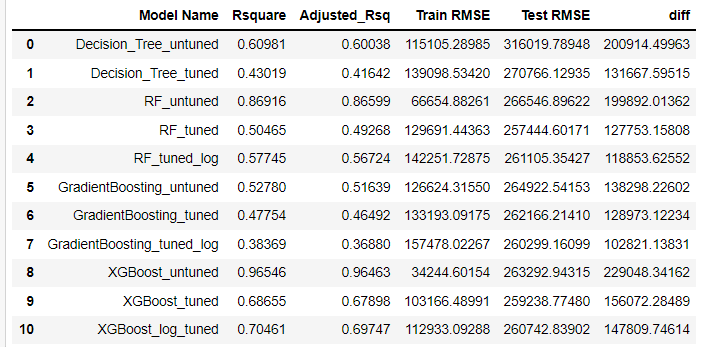 Model Name Rsquare Adjusted_Rsq Train RMSE Test RMSE diff
0 Decision_Tree_untuned 0.60981 0.60038 115105.28985 316019.78948 200914.49963
1 Decision_Tree_tuned 0.43019 0.41642 139098.53420 270766.12935 131667.59515
2 RF_untuned 0.86916 0.86599 66654.88261 266546.89622 199892.01362
3 RF_tuned 0.50465 0.49268 129691.44363 257444.60171 127753.15808
4 RF_tuned_log 0.57745 0.56724 142251.72875 261105.35427 118853.62552
5 GradientBoosting_untuned 0.52780 0.51639 126624.31550 264922.54153 138298.22602
6 GradientBoosting_tuned 0.47754 0.46492 133193.09175 262166.21410 128973.12234
7 GradientBoosting_tuned_log 0.38369 0.36880 157478.02267 260299.16099 102821.13831
8 XGBoost_untuned 0.96546 0.96463 34244.60154 263292.94315 229048.34162
9 XGBoost_tuned 0.68655 0.67898 103166.48991 259238.77480 156072.28489
10 XGBoost_log_tuned 0.70461 0.69747 112933.09288 260742.83902 147809.74614